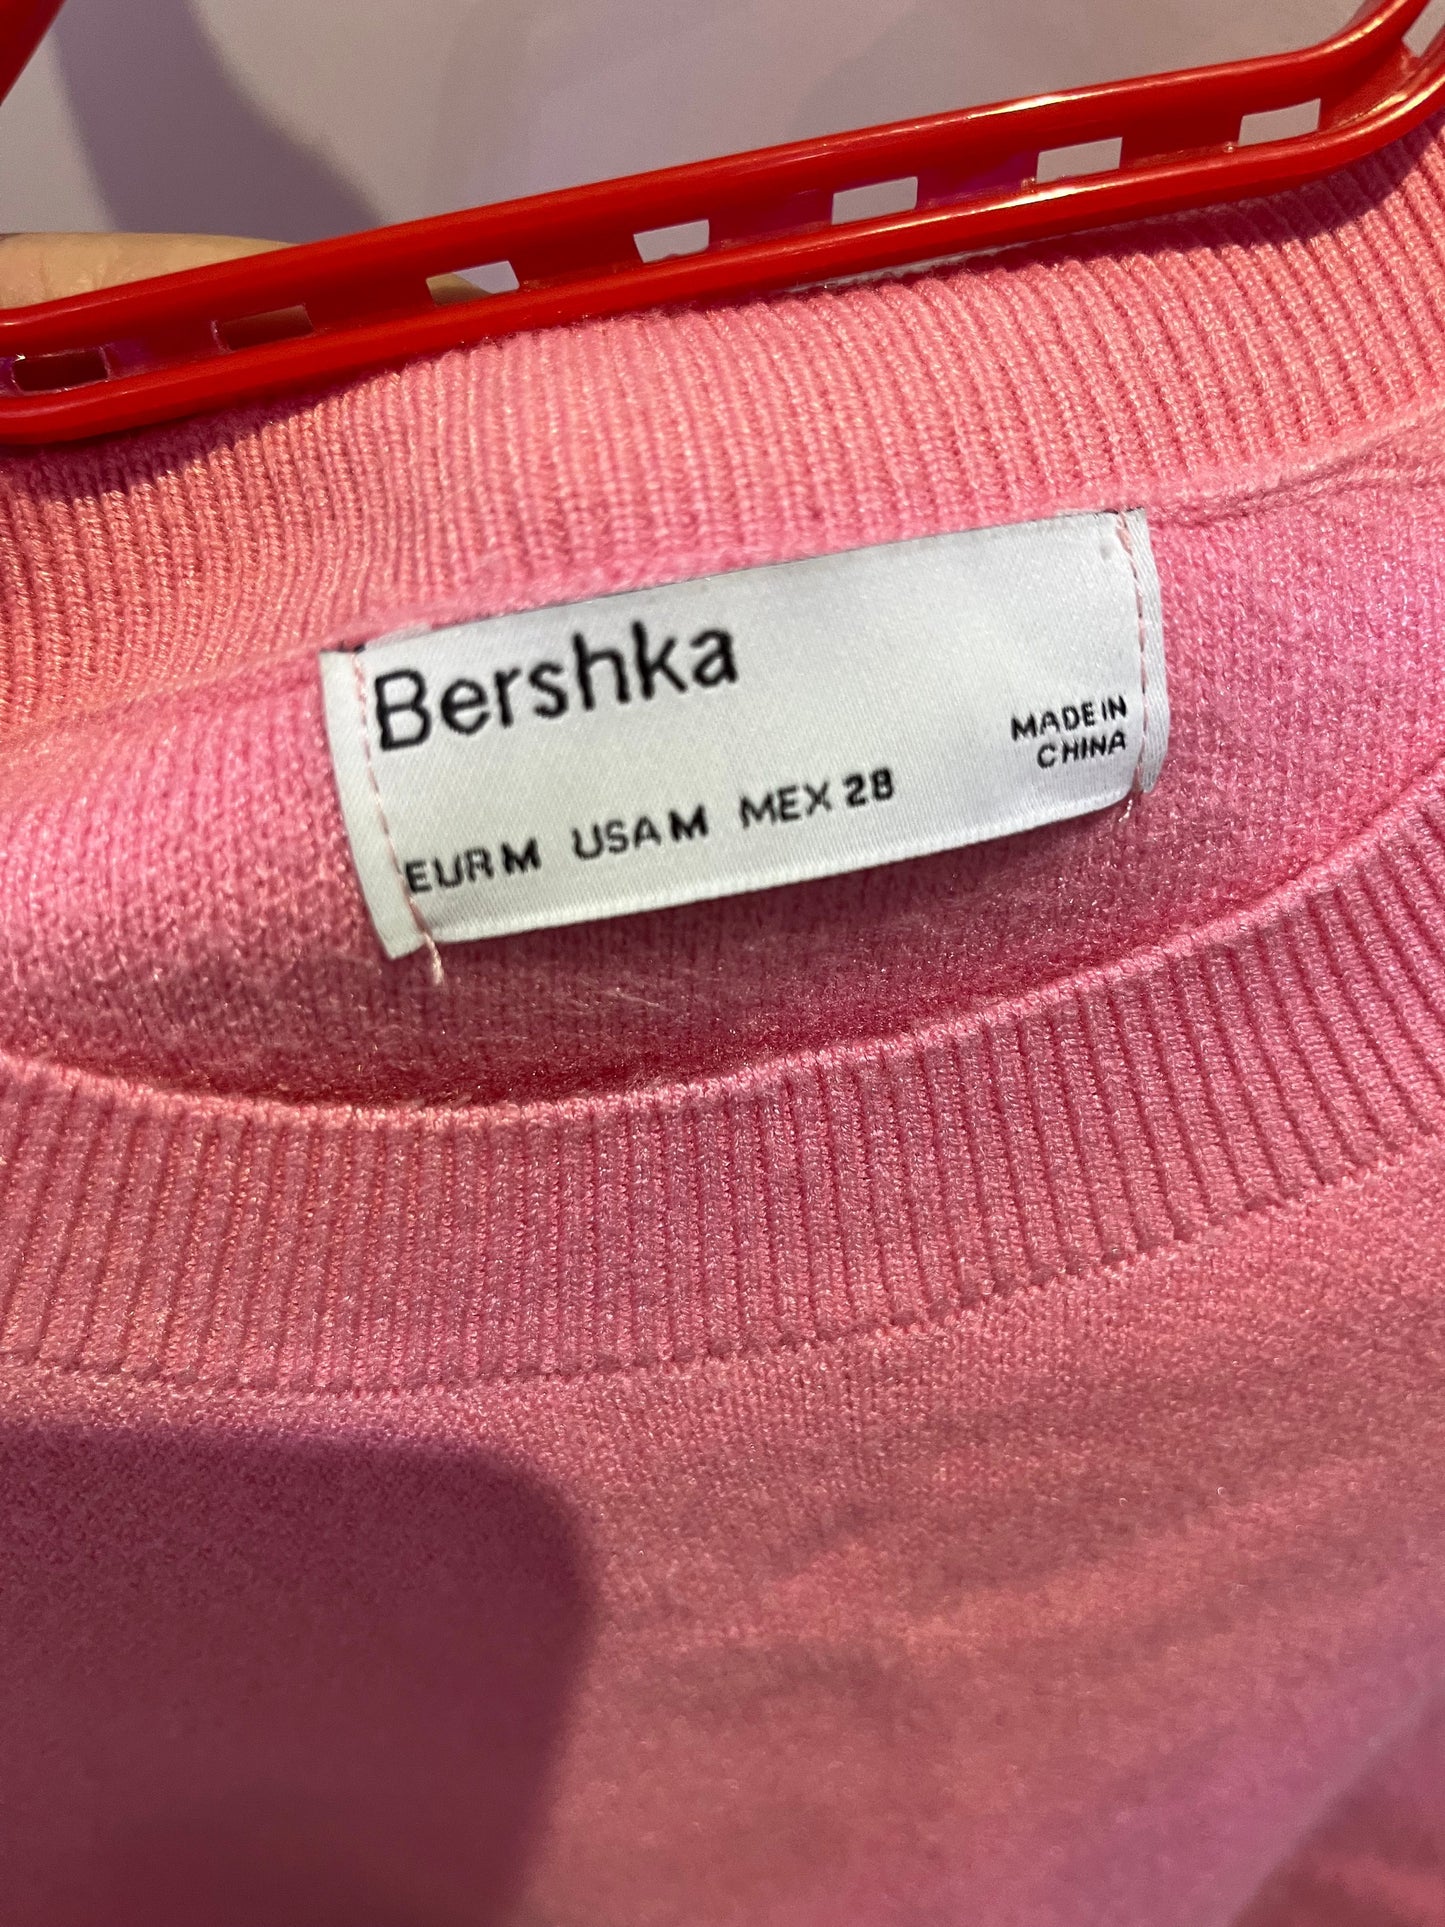 Bershka
MADE IN
CHINA
EUR M USA M MEX 28